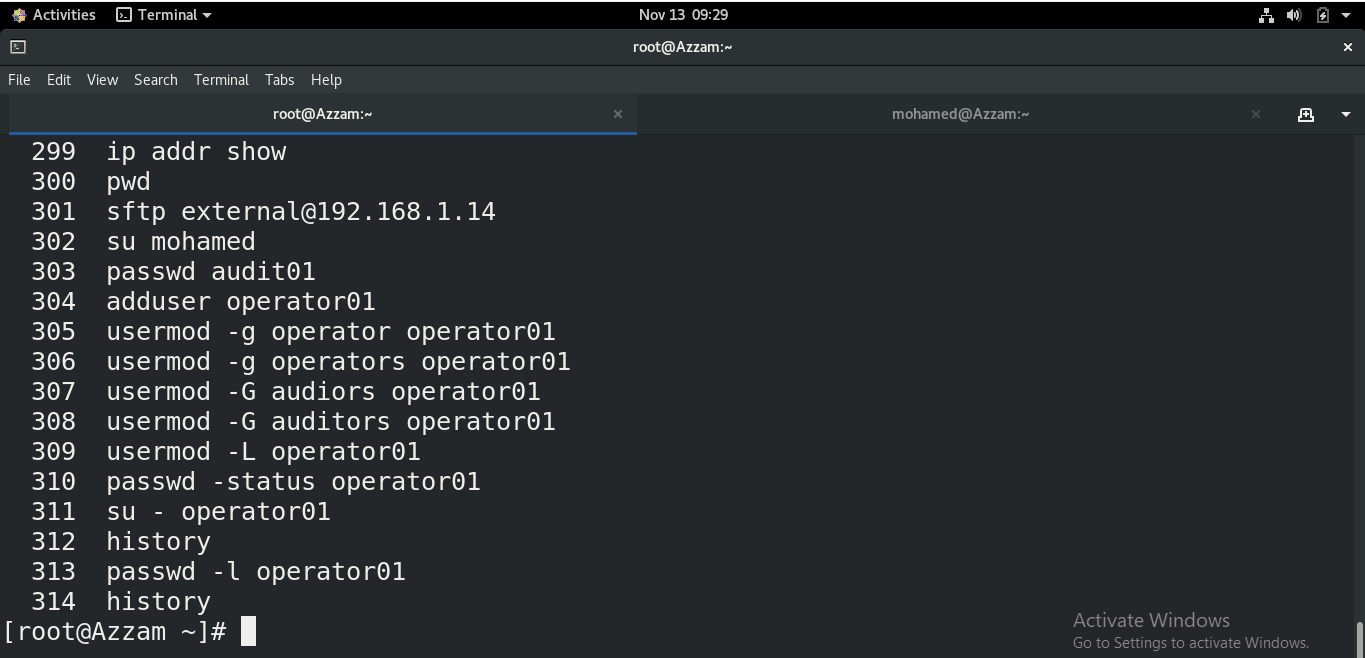 Activities Terminal Nov 13 09:29
root@Azzam:~
File Edit View Search Terminal Tabs Help
root@Azzam:~ mohamed@Azzam:~
299 ip addr show
300 pwd
301 sftp external@192.168.1.14
302 su mohamed
303 passwd audit01
304 adduser operator01
305 usermod -g operator operator01
306 usermod -g operators operator01
307 usermod -G audiors operator01
308 usermod -G auditors operator01
309 usermod -L operator01
310 passwd -status operator01
311 su - operator01
312 history
313 passwd -l operator01
314 history
[root@Azzam ~]#
Activate Windows
Go to Settings to activate Windows.